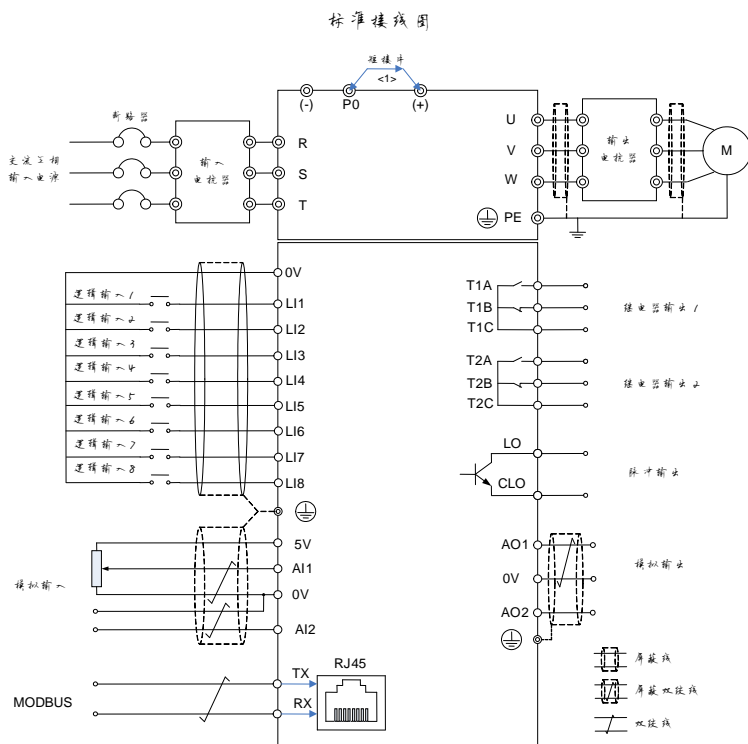 标准接线图
短接片
<1>
(-)
P0
(+)
断路器
交流三相
输入电源
输入
电抗器
R
S
T
U
V
W
PE
输出
电抗器
M
0V
逻辑输入1
LI1
逻辑输入2
LI2
逻辑输入3
LI3
逻辑输入4
LI4
逻辑输入5
LI5
逻辑输入6
LI6
逻辑输入7
LI7
逻辑输入8
LI8
T1A
T1B
T1C
继电器输出1
T2A
T2B
T2C
继电器输出2
LO
CLO
脉冲输出
5V
AI1
0V
AI2
模拟输入
AO1
0V
AO2
模拟输出
MODBUS
TX
RX
RJ45
屏蔽线
屏蔽双绞线
双绞线